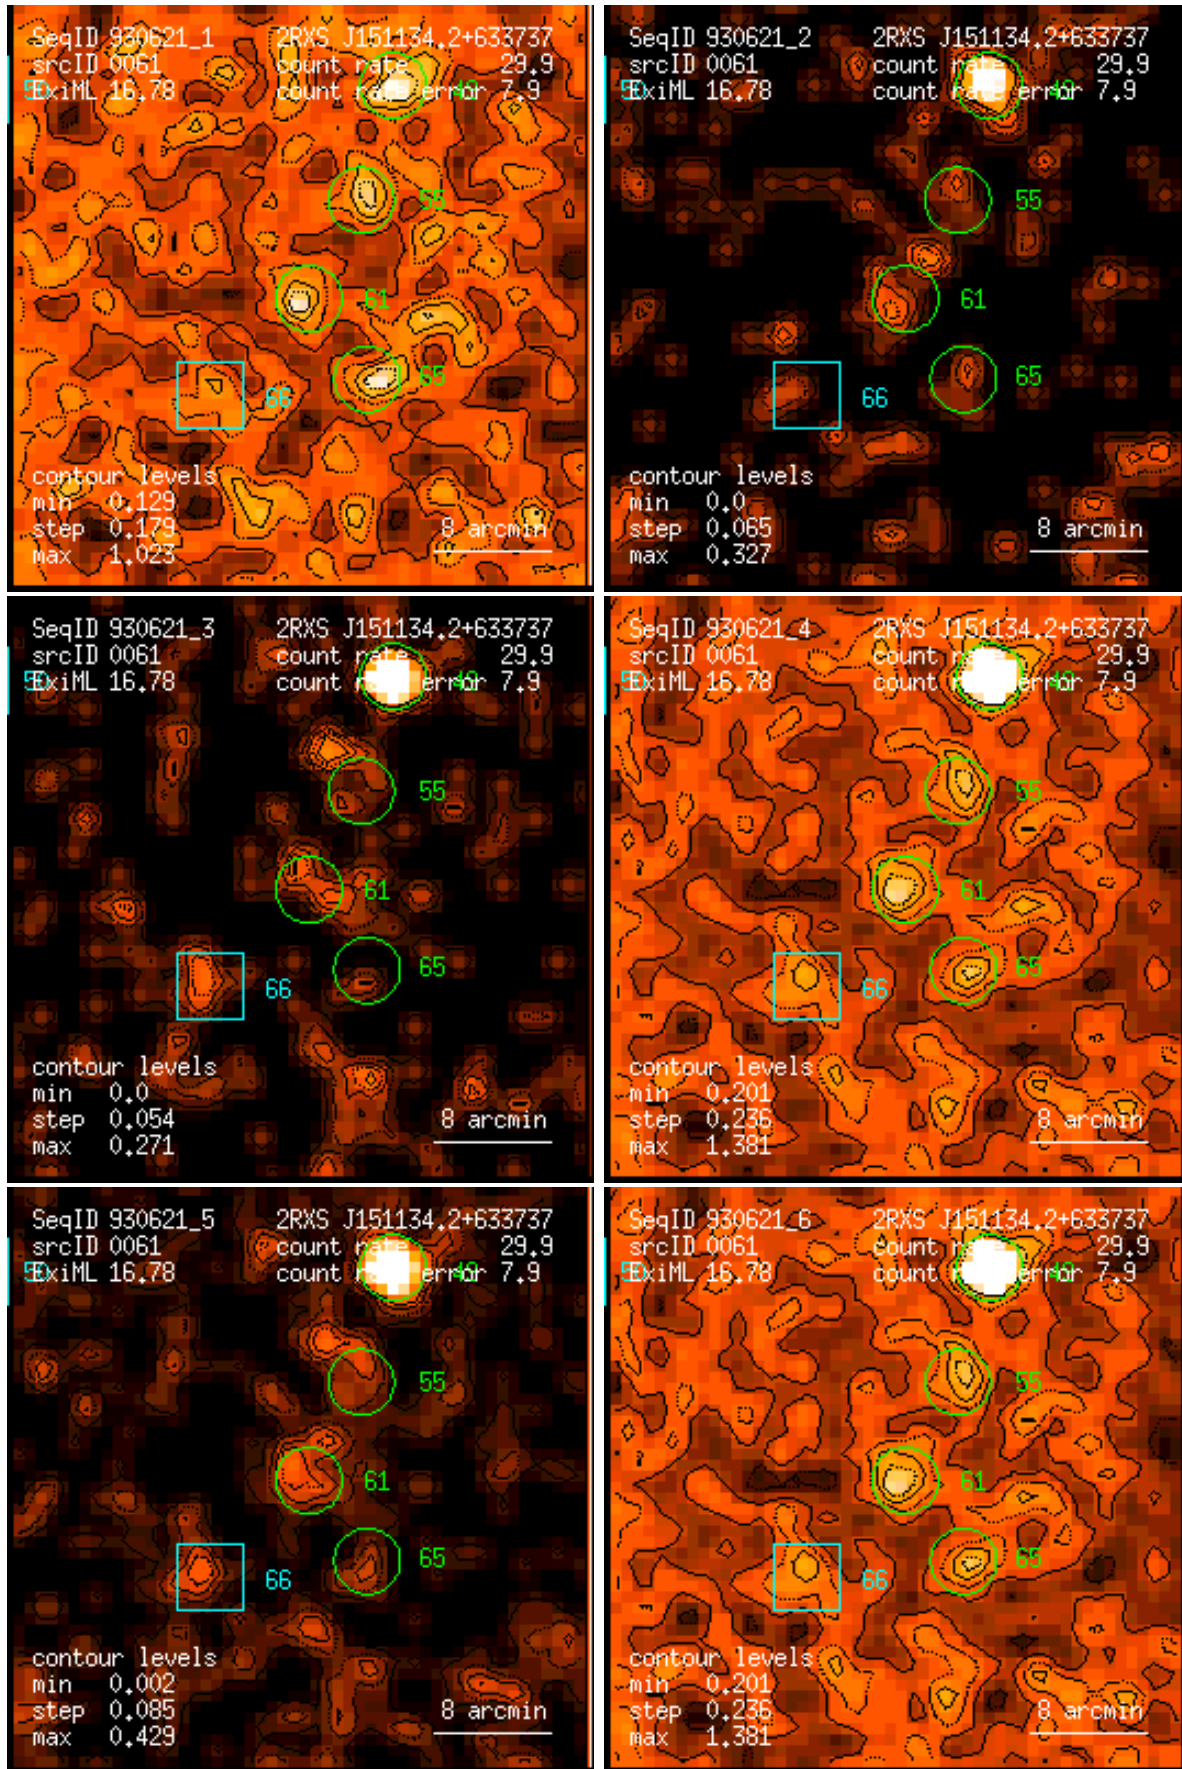 SeqID 930621_1 2RXS J151134.2+633737
srcID 0061 count rate 29.9
ExiML 16.78 count rate error 7.9
55
61
65
66
contour levels
min 0.129
step 0.179 8 arcmin
max 1.023
SeqID 930621_2 2RXS J151134.2+633737
srcID 0061 count rate 29.9
ExiML 16.78 count rate error 7.9
55
61
65
66
contour levels
min 0.0
step 0.065 8 arcmin
max 0.327
SeqID 930621_3 2RXS J151134.2+633737
srcID 0061 count rate 29.9
ExiML 16.78 count error 7.9
55
61
65
66
contour levels
min 0.0
step 0.054 8 arcmin
max 0.271
SeqID 930621_4 2RXS J151134.2+633737
srcID 0061 count rate 29.9
ExiML 16.78 count error 7.9
55
61
65
66
contour levels
min 0.201
step 0.236 8 arcmin
max 1.381
SeqID 930621_5 2RXS J151134.2+633737
srcID 0061 count rate 29.9
ExiML 16.78 count error 7.9
55
61
65
66
contour levels
min 0.002
step 0.085 8 arcmin
max 0.429
SeqID 930621_6 2RXS J151134.2+633737
srcID 0061 count rate 29.9
ExiML 16.78 count error 7.9
55
61
65
66
contour levels
min 0.201
step 0.236 8 arcmin
max 1.381